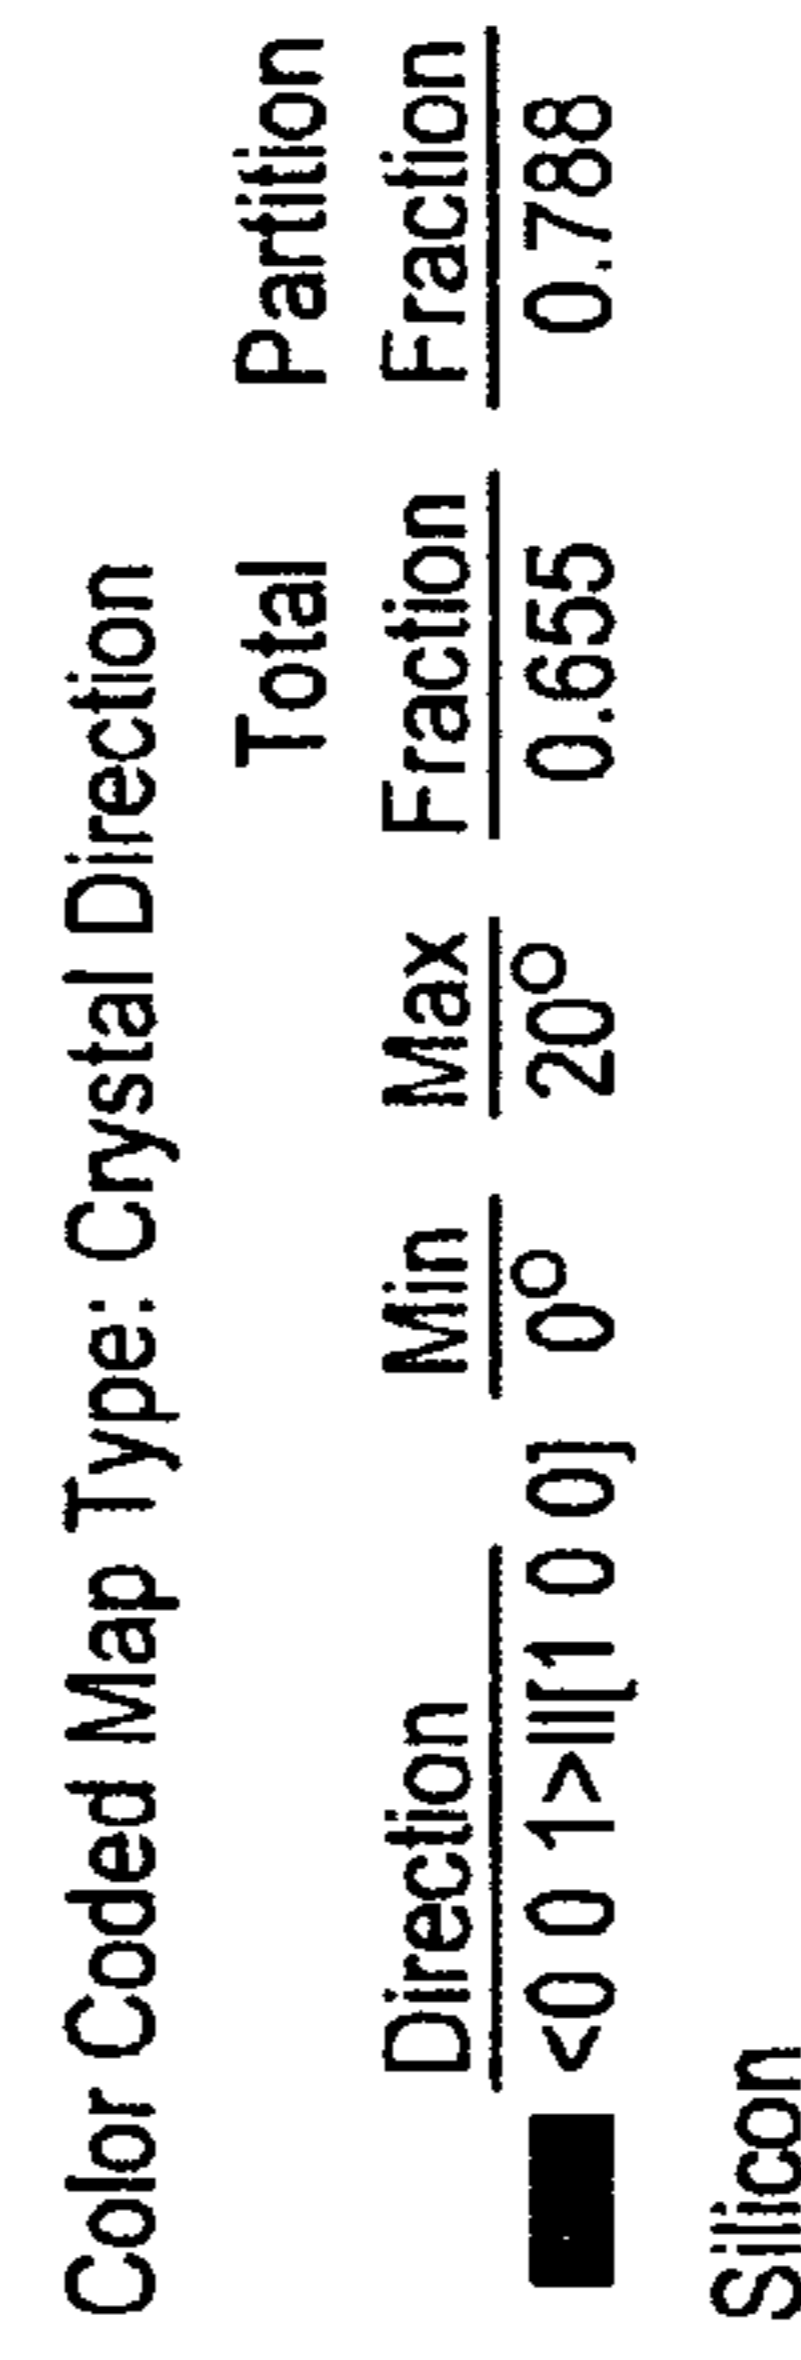 Color Coded Map Type: Crystal Direction
Total Partition
Direction Min Max Fraction Fraction
<0 0 1>||[1 0 0] 0° 20° 0.655 0.788
Silicon